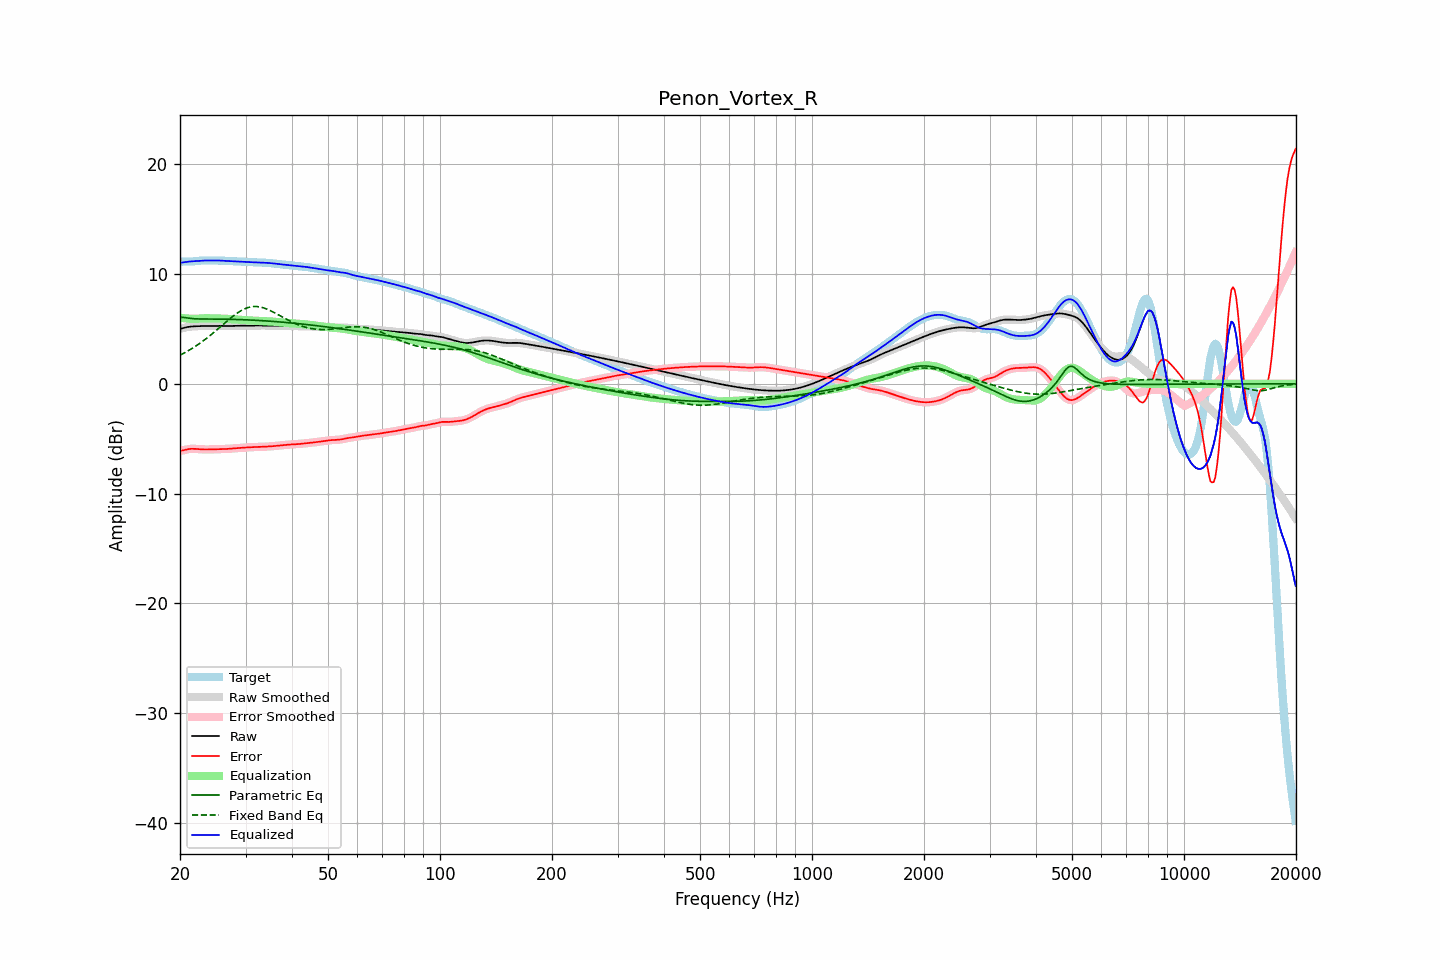 Penon_Vortex_R
20
10
0
−10
−20
−30
−40
Amplitude (dBr)
Target
Raw Smoothed
Error Smoothed
Raw
Error
Equalization
Parametric Eq
Fixed Band Eq
Equalized
20 50 100 200 500 1000 2000 5000 10000 20000
Frequency (Hz)